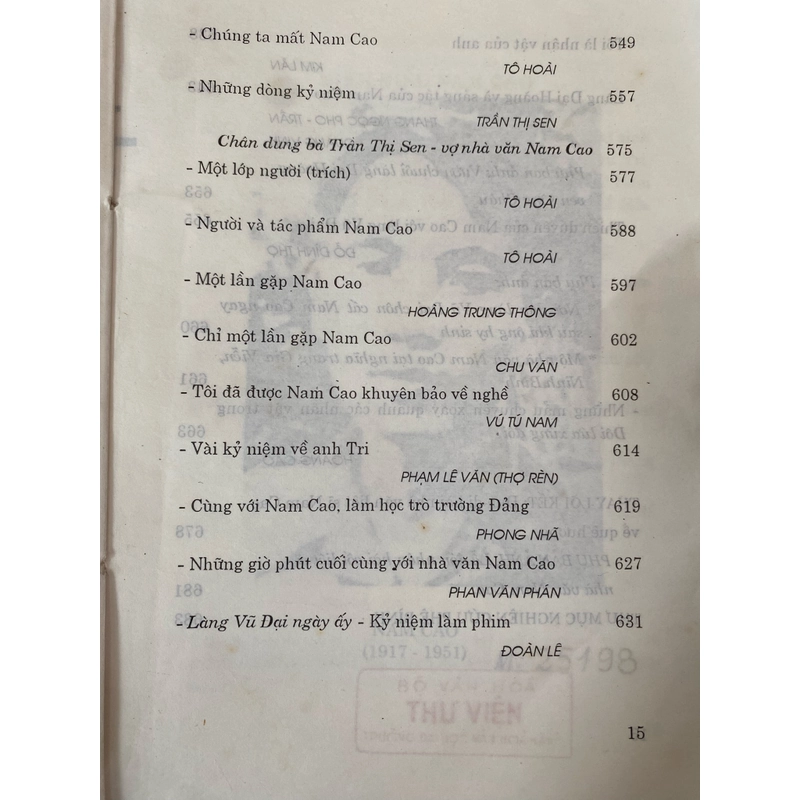 - Chúng ta mất Nam Cao 549
TÔ HOÀI
- Những dòng kỷ niệm 557
TRẦN THỊ SEN
Chân dung bà Trần Thị Sen - vợ nhà văn Nam Cao 575
- Một lớp người (trích) 577
TÔ HOÀI
- Người và tác phẩm Nam Cao 588
TÔ HOÀI
- Một lần gặp Nam Cao 597
HOÀNG TRUNG THÔNG
- Chỉ một lần gặp Nam Cao 602
CHU VĂN
- Tôi đã được Nam Cao khuyên bảo về nghề 608
VŨ TÚ NAM
- Vài kỷ niệm về anh Tri 614
PHẠM LÊ VĂN (THỢ RÈN)
- Cùng với Nam Cao, làm học trò trường Đảng 619
PHONG NHÃ
- Những giờ phút cuối cùng với nhà văn Nam Cao 627
PHAN VĂN PHÁN
- Làng Vũ Đại ngày ấy - Kỷ niệm làm phim 631
ĐOÀN LÊ
NAM CAO
(1917 - 1951)
THƯ VIỆN
15